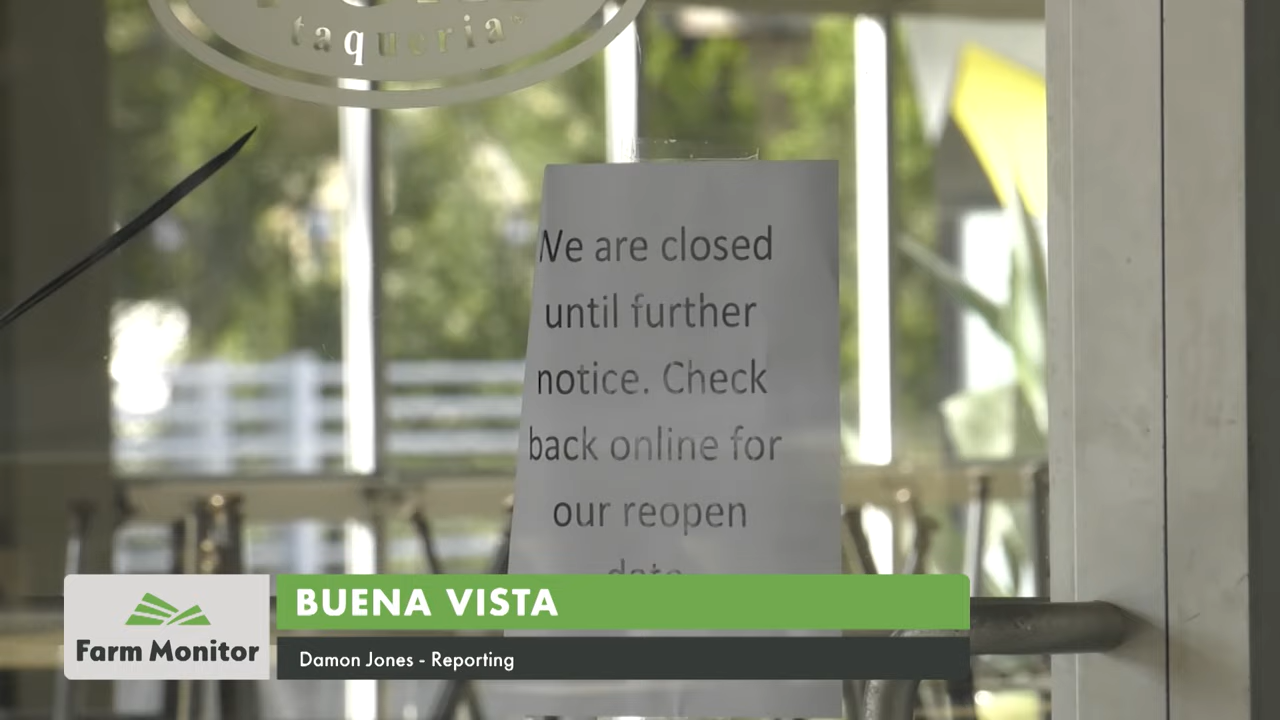 taqueria
We are closed
until further
notice. Check
back online for
our reopen
date
BUENA VISTA
Farm Monitor
Damon Jones - Reporting